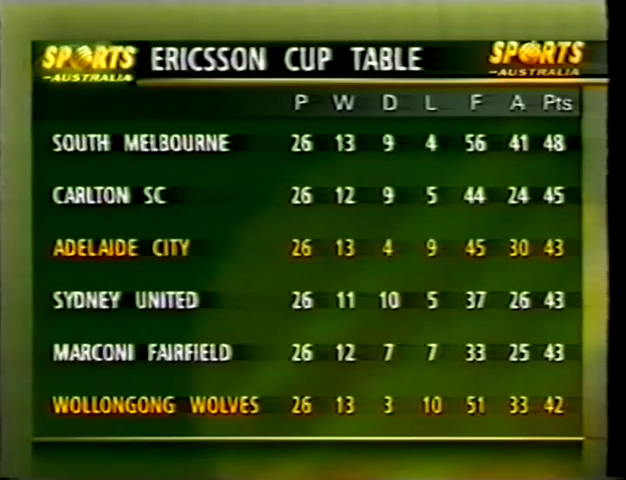 SPORTS AUSTRALIA ERICSSON CUP TABLE SPORTS AUSTRALIA
P W D L F A Pts
SOUTH MELBOURNE 26 13 9 4 56 41 48
CARLTON SC 26 12 9 5 44 24 45
ADELAIDE CITY 26 13 4 9 45 30 43
SYDNEY UNITED 26 11 10 5 37 26 43
MARCONI FAIRFIELD 26 12 7 7 33 25 43
WOLLONGONG WOLVES 26 13 3 10 51 33 42